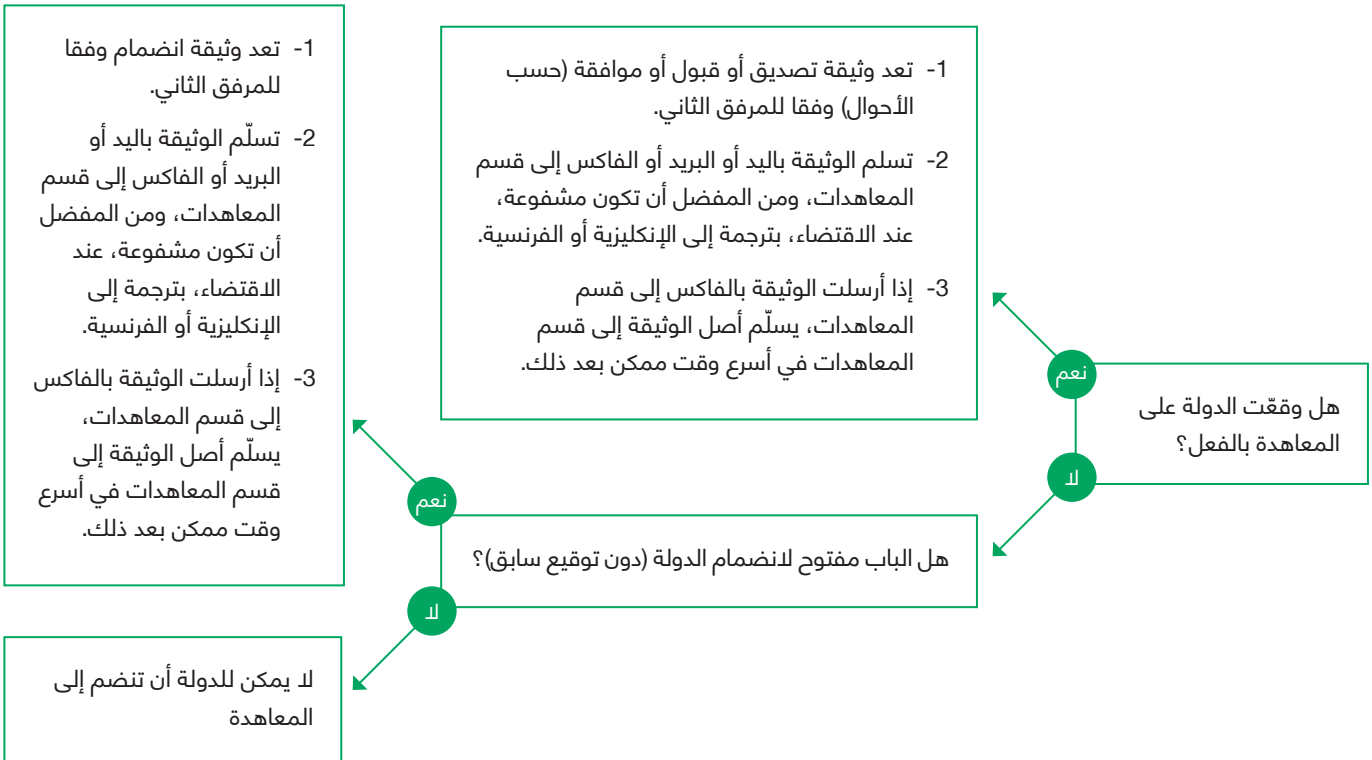 هل وقعّت الدولة على
المعاهدة بالفعل؟
نعم
لا
1- تعد وثيقة تصديق أو قبول أو موافقة (حسب
الأحوال) وفقا للمرفق الثاني.
2- تسلم الوثيقة باليد أو البريد أو الفاكس إلى قسم
المعاهدات، ومن المفضل أن تكون مشفوعة،
عند الاقتضاء، بترجمة إلى الإنكليزية أو الفرنسية.
3- إذا أرسلت الوثيقة بالفاكس إلى قسم
المعاهدات، يسلّم أصل الوثيقة إلى قسم
المعاهدات في أسرع وقت ممكن بعد ذلك.
هل الباب مفتوح لانضمام الدولة (دون توقيع سابق)؟
نعم
لا
1- تعد وثيقة انضمام وفقا
للمرفق الثاني.
2- تسلّم الوثيقة باليد أو
البريد أو الفاكس إلى قسم
المعاهدات، ومن المفضل
أن تكون مشفوعة، عند
الاقتضاء، بترجمة إلى
الإنكليزية أو الفرنسية.
3- إذا أرسلت الوثيقة بالفاكس
إلى قسم المعاهدات،
يسلّم أصل الوثيقة إلى
قسم المعاهدات في أسرع
وقت ممكن بعد ذلك.
لا يمكن للدولة أن تنضم إلى
المعاهدة